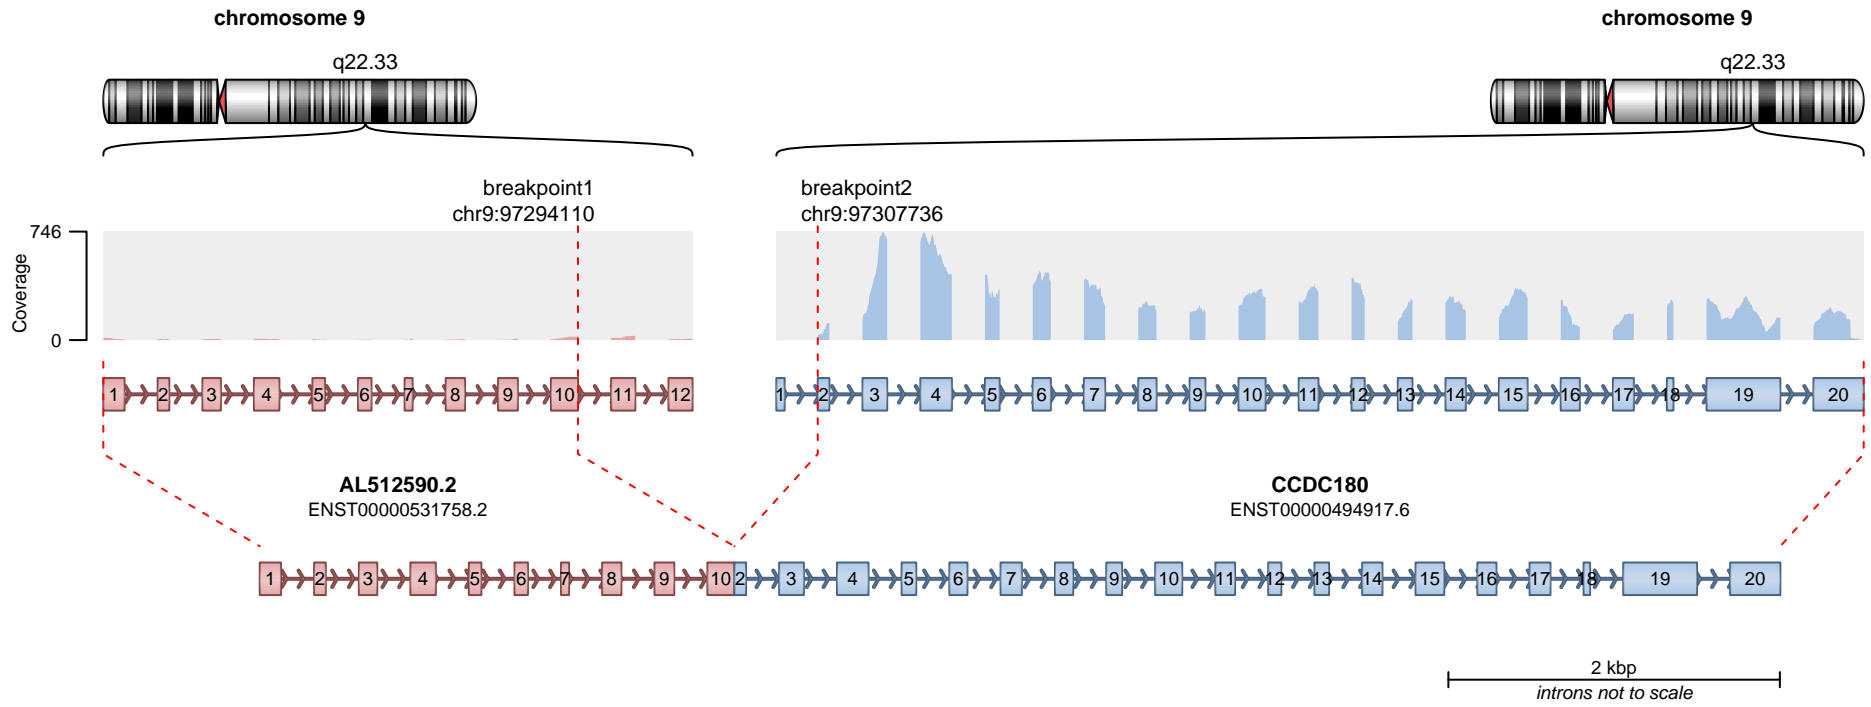 chromosome 9
chromosome 9
q22.33
q22.33
breakpoint1
chr9:97294110
breakpoint2
chr9:97307736
746
Coverage
0
1 2 3 4 5 6 7 8 9 10 11 12
1 2 3 4 5 6 7 8 9 10 11 12 13 14 15 16 17 18 19 20
AL512590.2
ENST00000531758.2
CCDC180
ENST00000494917.6
1 2 3 4 5 6 7 8 9 10 2 3 4 5 6 7 8 9 10 11 12 13 14 15 16 17 18 19 20
2 kbp
introns not to scale